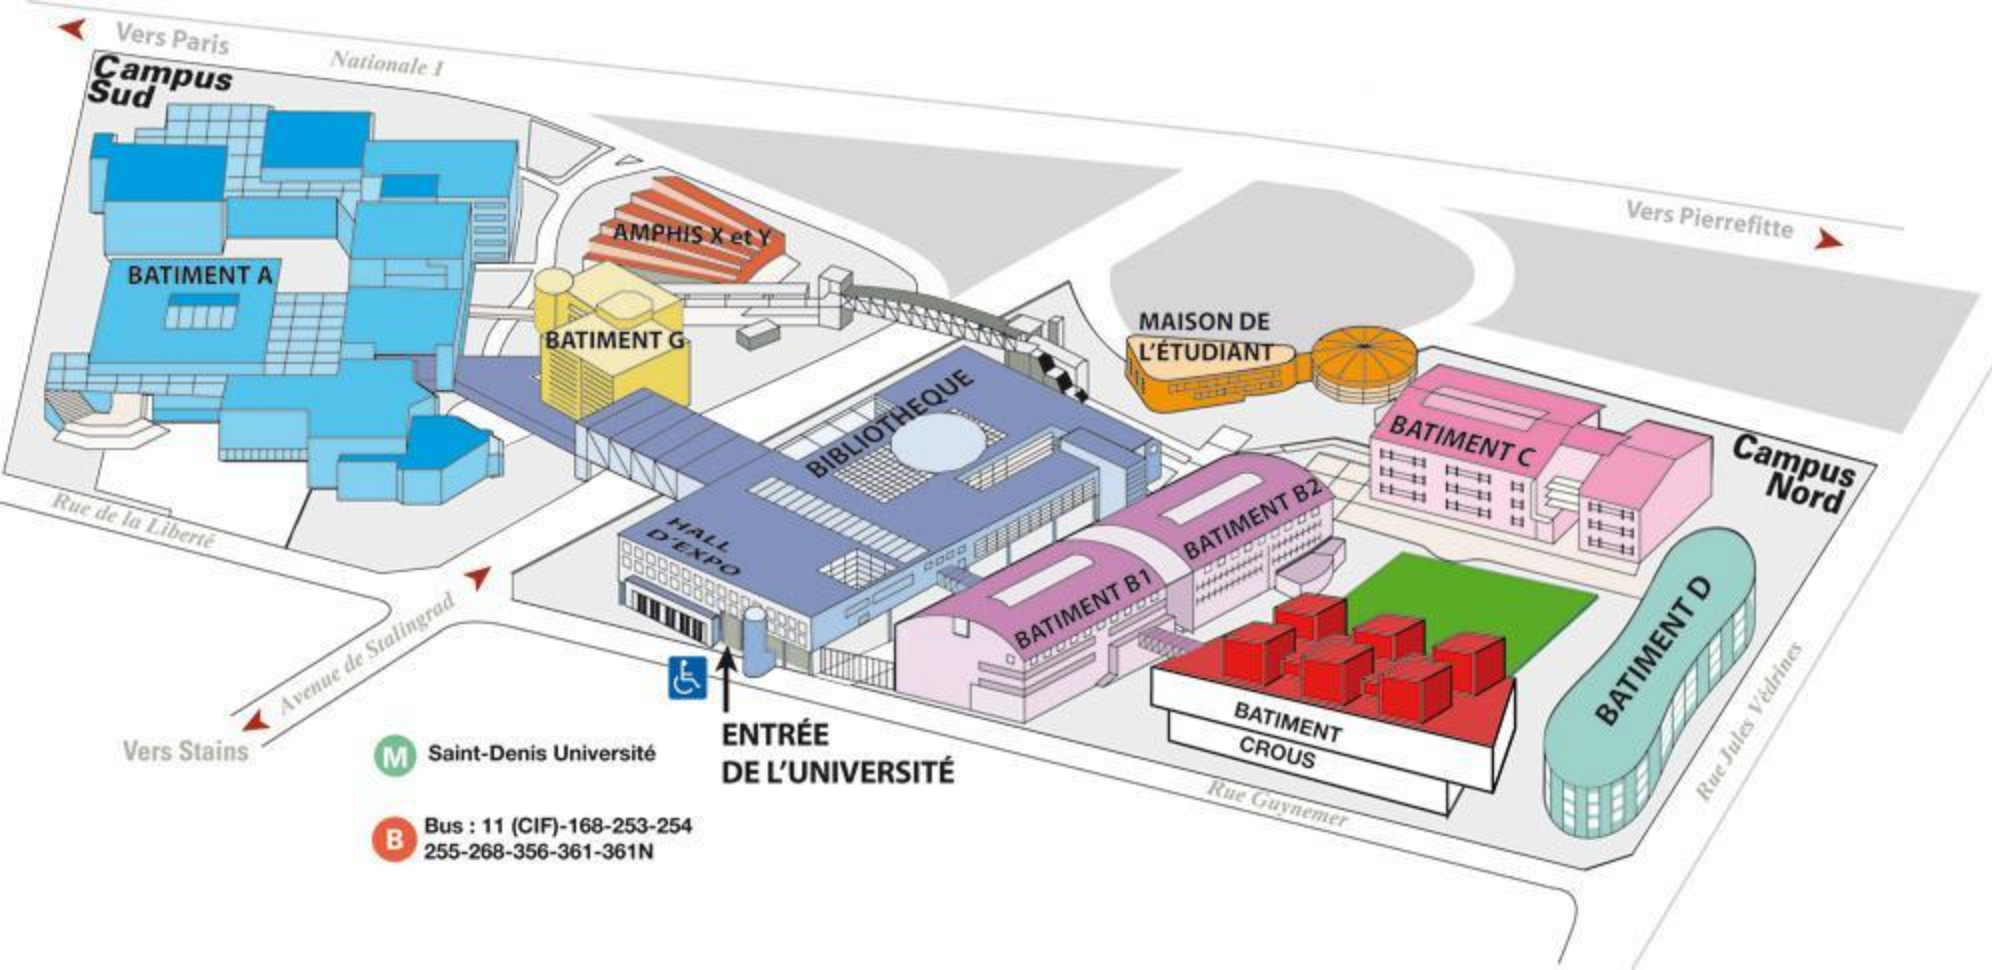 Vers Paris
Nationale 1
Campus
Sud
Vers Pierrefitte
AMPHIS X et Y
BATIMENT A
BATIMENT G
MAISON DE
L'ÉTUDIANT
BIBLIOTHEQUE
BATIMENT C
Campus
Nord
HALL
D'EXPO
BATIMENT B2
BATIMENT B1
BATIMENT D
Rue de la Liberté
Avenue de Stalingrad
Vers Stains
BATIMENT
CROUS
Rue Jules Védrines
Rue Guynemer
ENTRÉE
DE L'UNIVERSITÉ
M Saint-Denis Université
B Bus : 11 (CIF)-168-253-254
255-268-356-361-361N